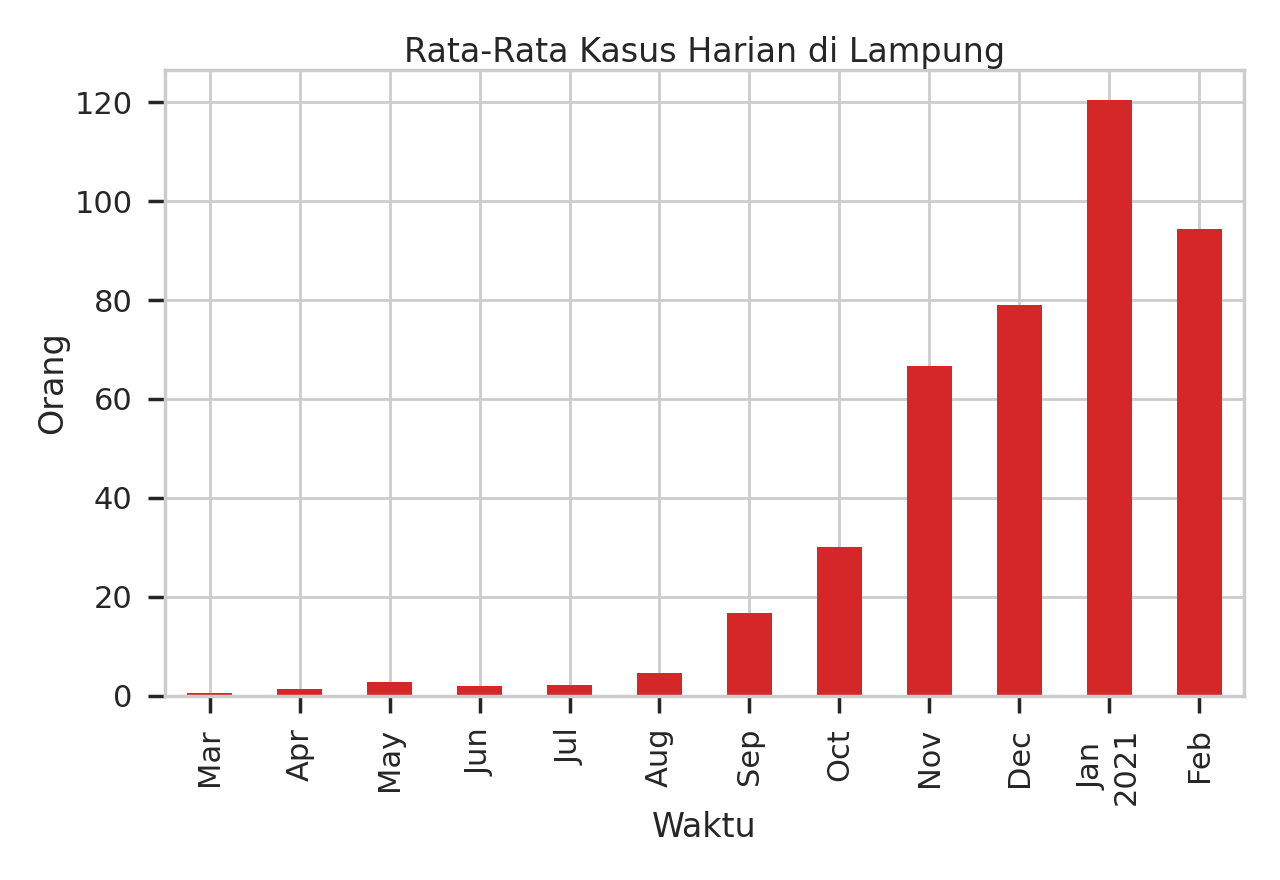 Rata-Rata Kasus Harian di Lampung
120
100
80
60
40
20
0
Orang
Mar
Apr
May
Jun
Jul
Aug
Sep
Oct
Nov
Dec
Jan
2021
Feb
Waktu